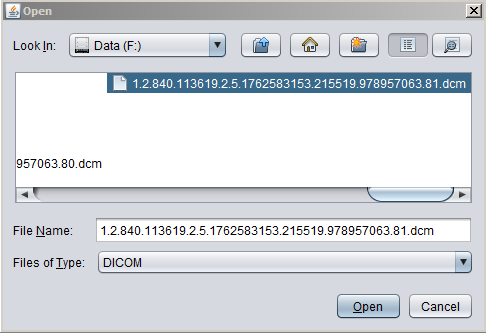 Open
Look In:
Data (F:)
1.2.840.113619.2.5.1762583153.215519.978957063.81.dcm
957063.80.dcm
File Name:
1.2.840.113619.2.5.1762583153.215519.978957063.81.dcm
Files of Type:
DICOM
Open
Cancel